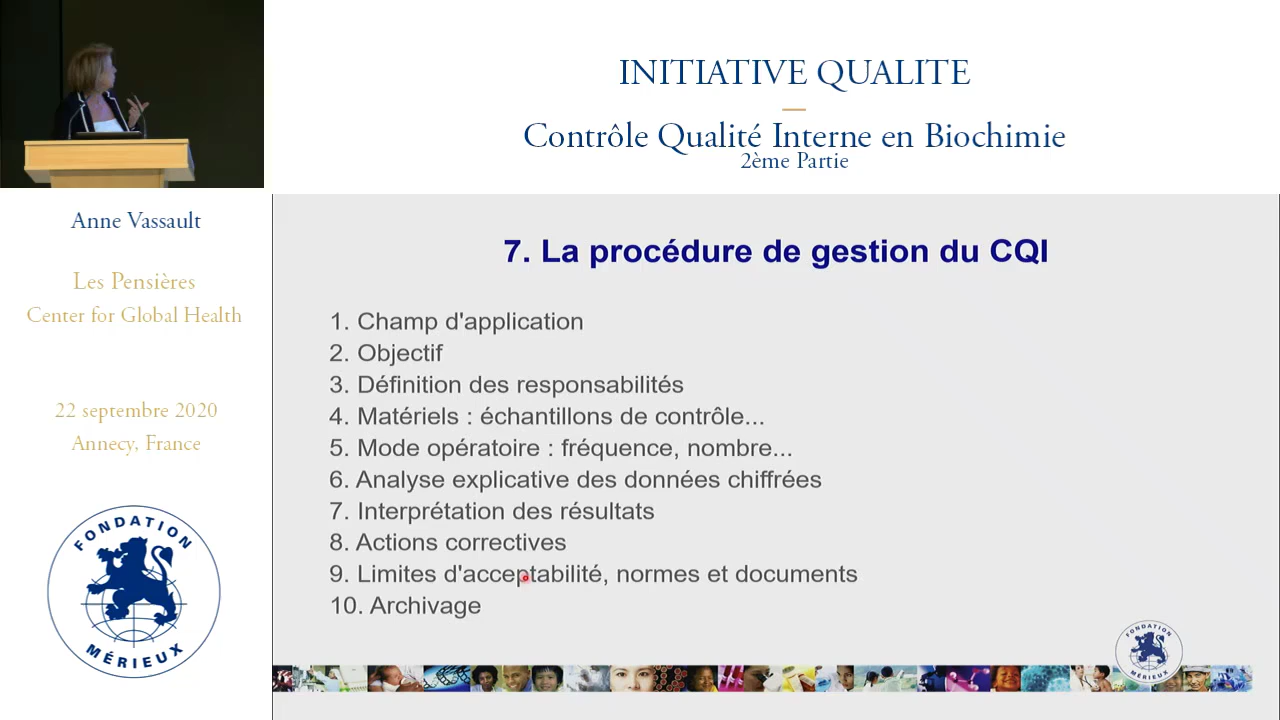 INITIATIVE QUALITE
Contrôle Qualité Interne en Biochimie
2ème Partie
Anne Vassault
Les Pensières
Center for Global Health
22 septembre 2020
Annecy, France
FONDATION
MÉRIEUX
7. La procédure de gestion du CQI
1. Champ d'application
2. Objectif
3. Définition des responsabilités
4. Matériels : échantillons de contrôle...
5. Mode opératoire : fréquence, nombre...
6. Analyse explicative des données chiffrées
7. Interprétation des résultats
8. Actions correctives
9. Limites d'acceptabilité, normes et documents
10. Archivage
FONDATION
MÉRIEUX